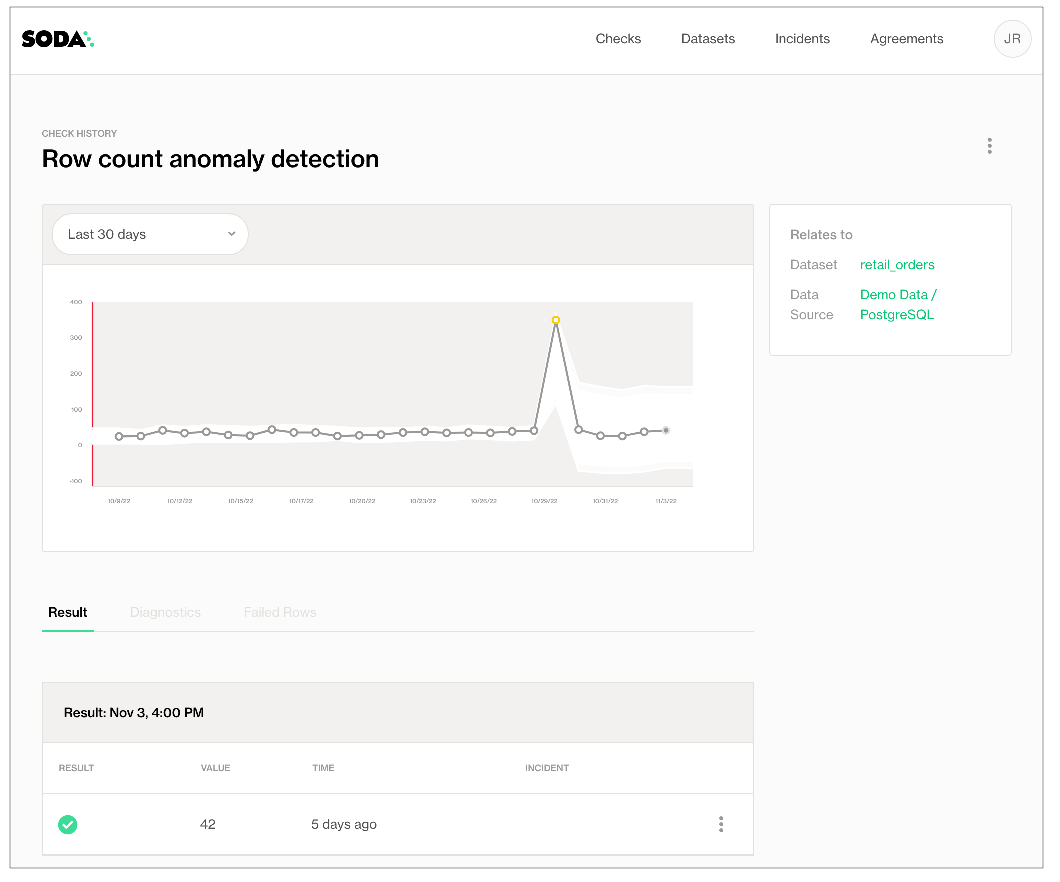 SODA
Checks
Datasets
Incidents
Agreements
JR
CHECK HISTORY
Row count anomaly detection
Last 30 days
400
300
200
100
0
-100
10/9/22
10/12/22
10/15/22
10/17/22
10/20/22
10/23/22
10/26/22
10/29/22
10/31/22
11/3/22
Relates to
Dataset retail_orders
Data Demo Data /
Source PostgreSQL
Result
Diagnostics
Failed Rows
Result: Nov 3, 4:00 PM
RESULT VALUE TIME INCIDENT
42 5 days ago